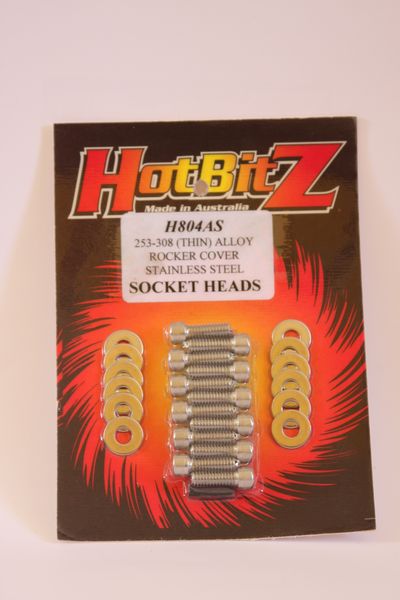 HotBitZ
Made in Australia
H804AS
253-308 (THIN) ALLOY
ROCKER COVER
STAINLESS STEEL
SOCKET HEADS